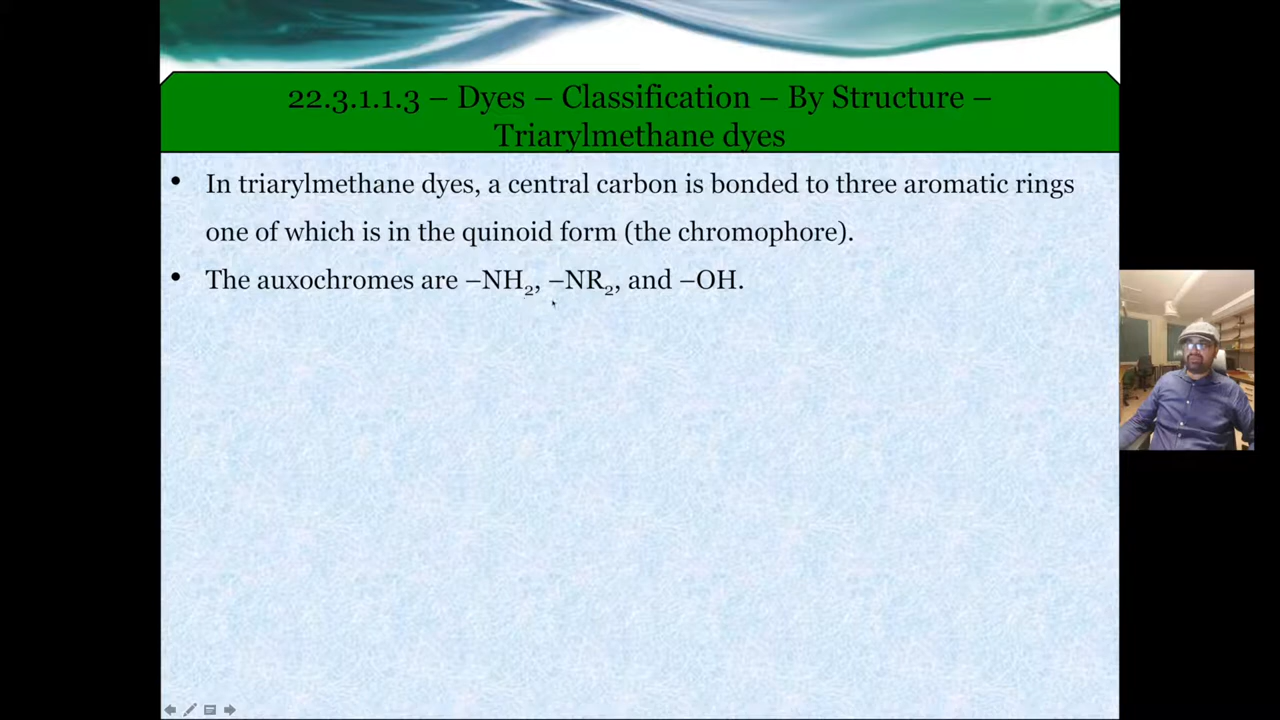 22.3.1.1.3 – Dyes – Classification – By Structure –
Triarylmethane dyes
• In triarylmethane dyes, a central carbon is bonded to three aromatic rings
one of which is in the quinoid form (the chromophore).
• The auxochromes are –NH₂, –NR₂, and –OH.